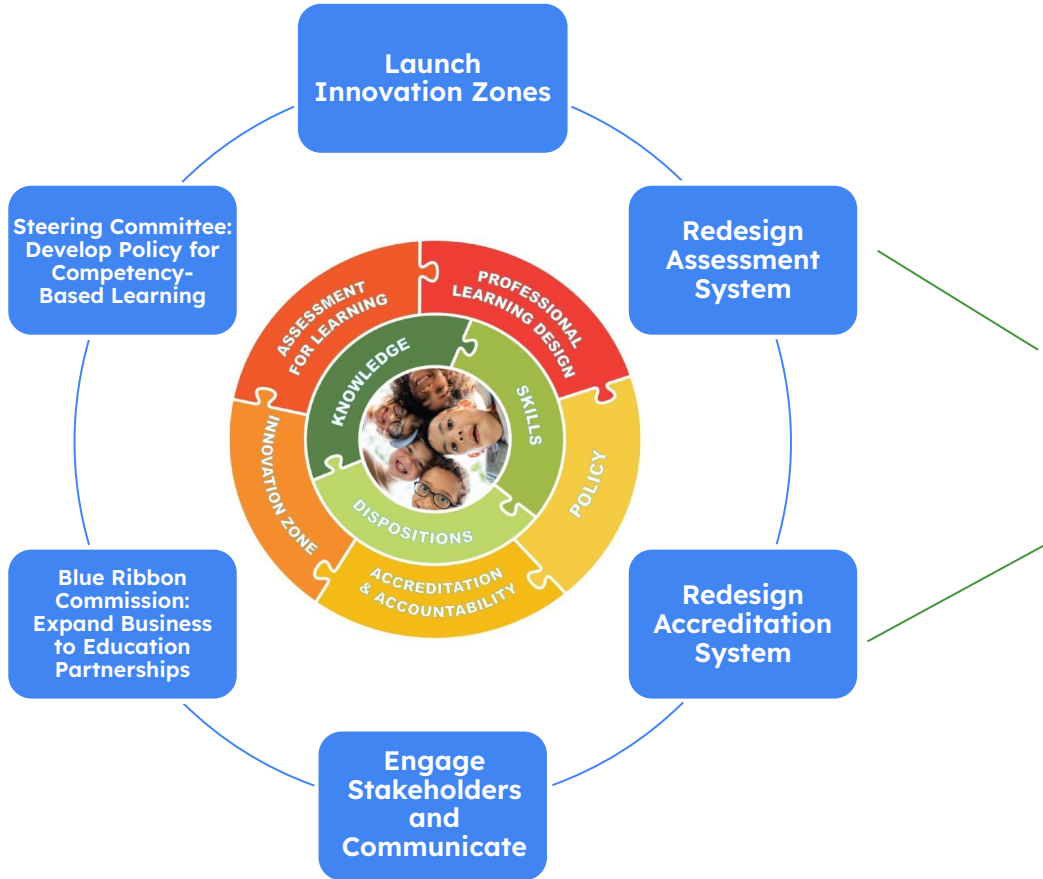 Launch
Innovation Zones
Steering Committee:
Develop Policy for
Competency-
Based Learning
Redesign
Assessment
System
ASSESSMENT
FOR LEARNING
PROFESSIONAL
LEARNING DESIGN
KNOWLEDGE
SKILLS
INNOVATION ZONE
POLICY
DISPOSITIONS
ACCREDITATION
& ACCOUNTABILITY
Blue Ribbon
Commission:
Expand Business
to Education
Partnerships
Redesign
Accreditation
System
Engage
Stakeholders
and
Communicate